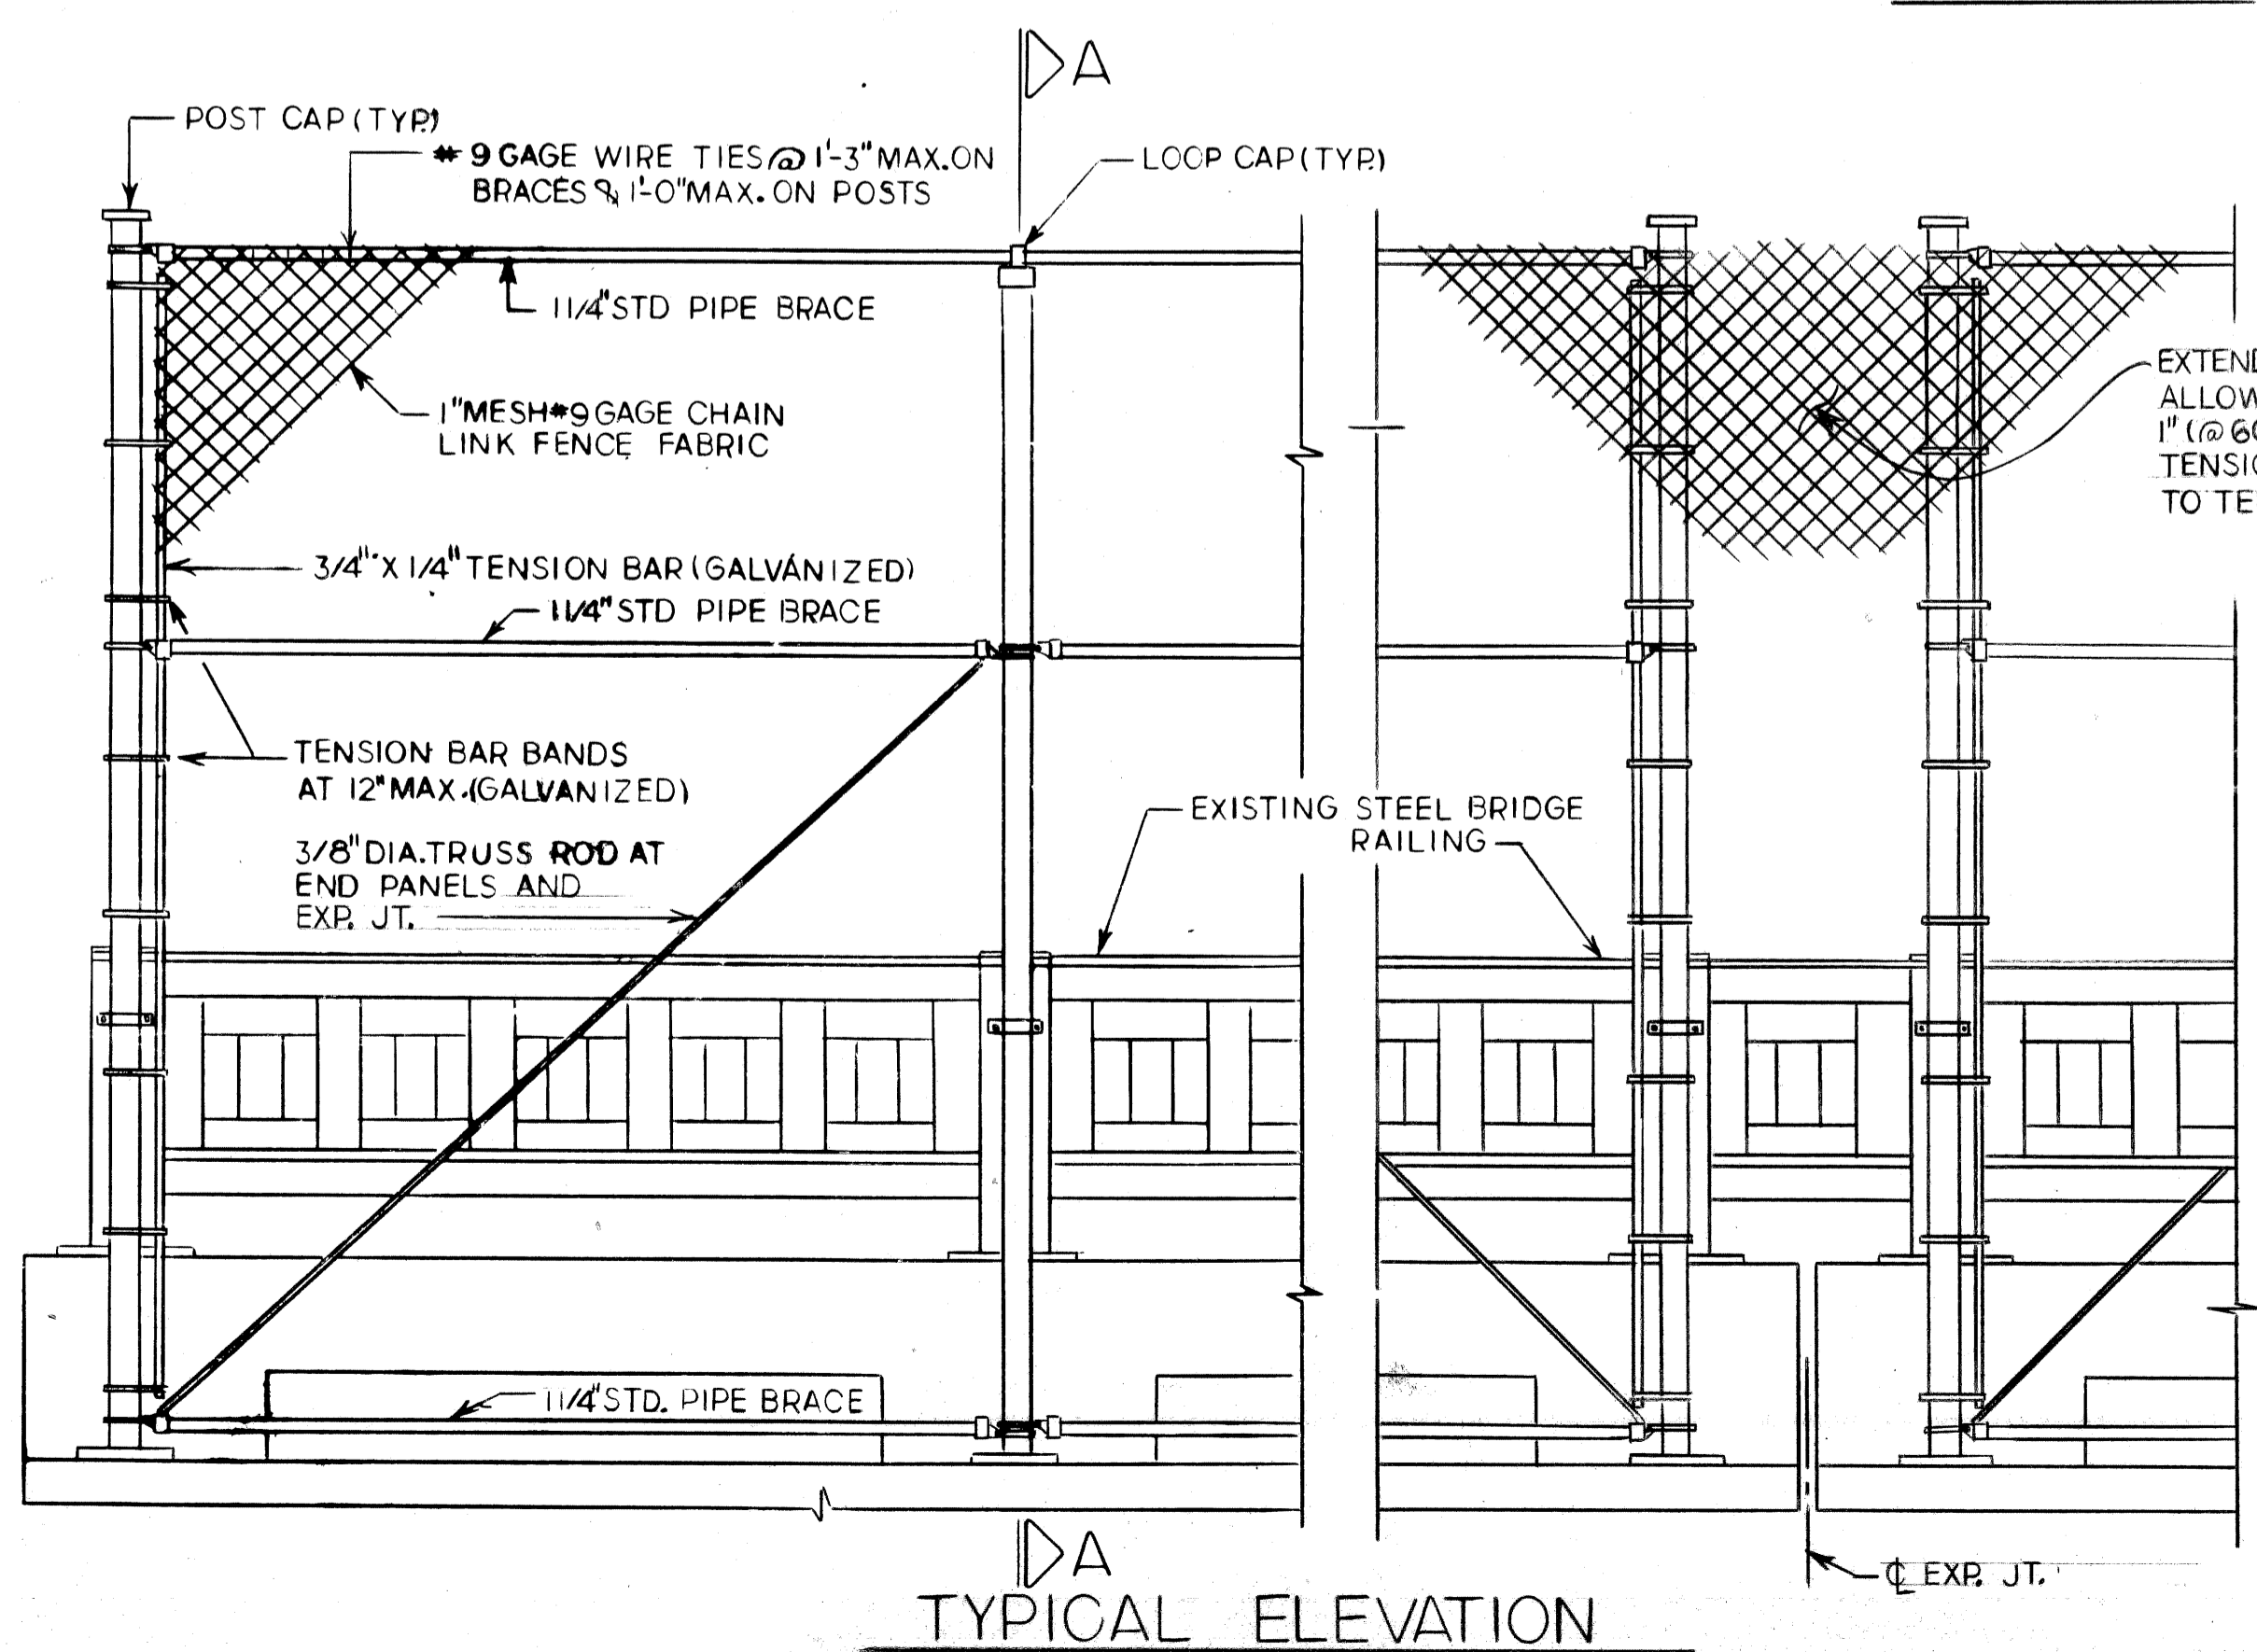 A
POST CAP (TYP.)
#9 GAGE WIRE TIES @ 1'-3" MAX. ON
BRACES & 1'-0" MAX. ON POSTS
LOOP CAP (TYP.)
1 1/4" STD PIPE BRACE
1" MESH #9 GAGE CHAIN
LINK FENCE FABRIC
EXTEND
ALLOW
1" (@ 60
TENSIO
TO TE
3/4" X 1/4" TENSION BAR (GALVANIZED)
1 1/4" STD PIPE BRACE
TENSION BAR BANDS
AT 12" MAX. (GALVANIZED)
EXISTING STEEL BRIDGE
RAILING
3/8" DIA. TRUSS ROD AT
END PANELS AND
EXP. JT.
1 1/4" STD. PIPE BRACE
A
℄ EXP. JT.
TYPICAL ELEVATION